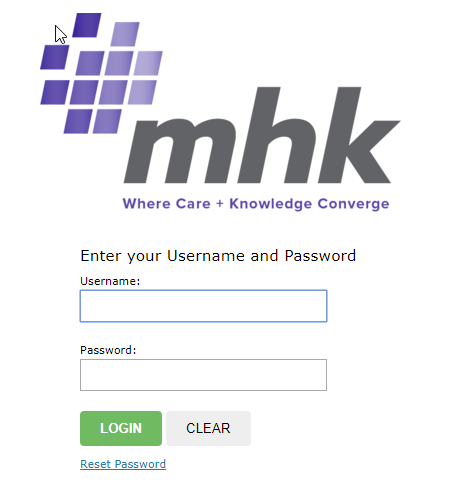 mhk
Where Care + Knowledge Converge
Enter your Username and Password
Username:
Password:
LOGIN CLEAR
Reset Password